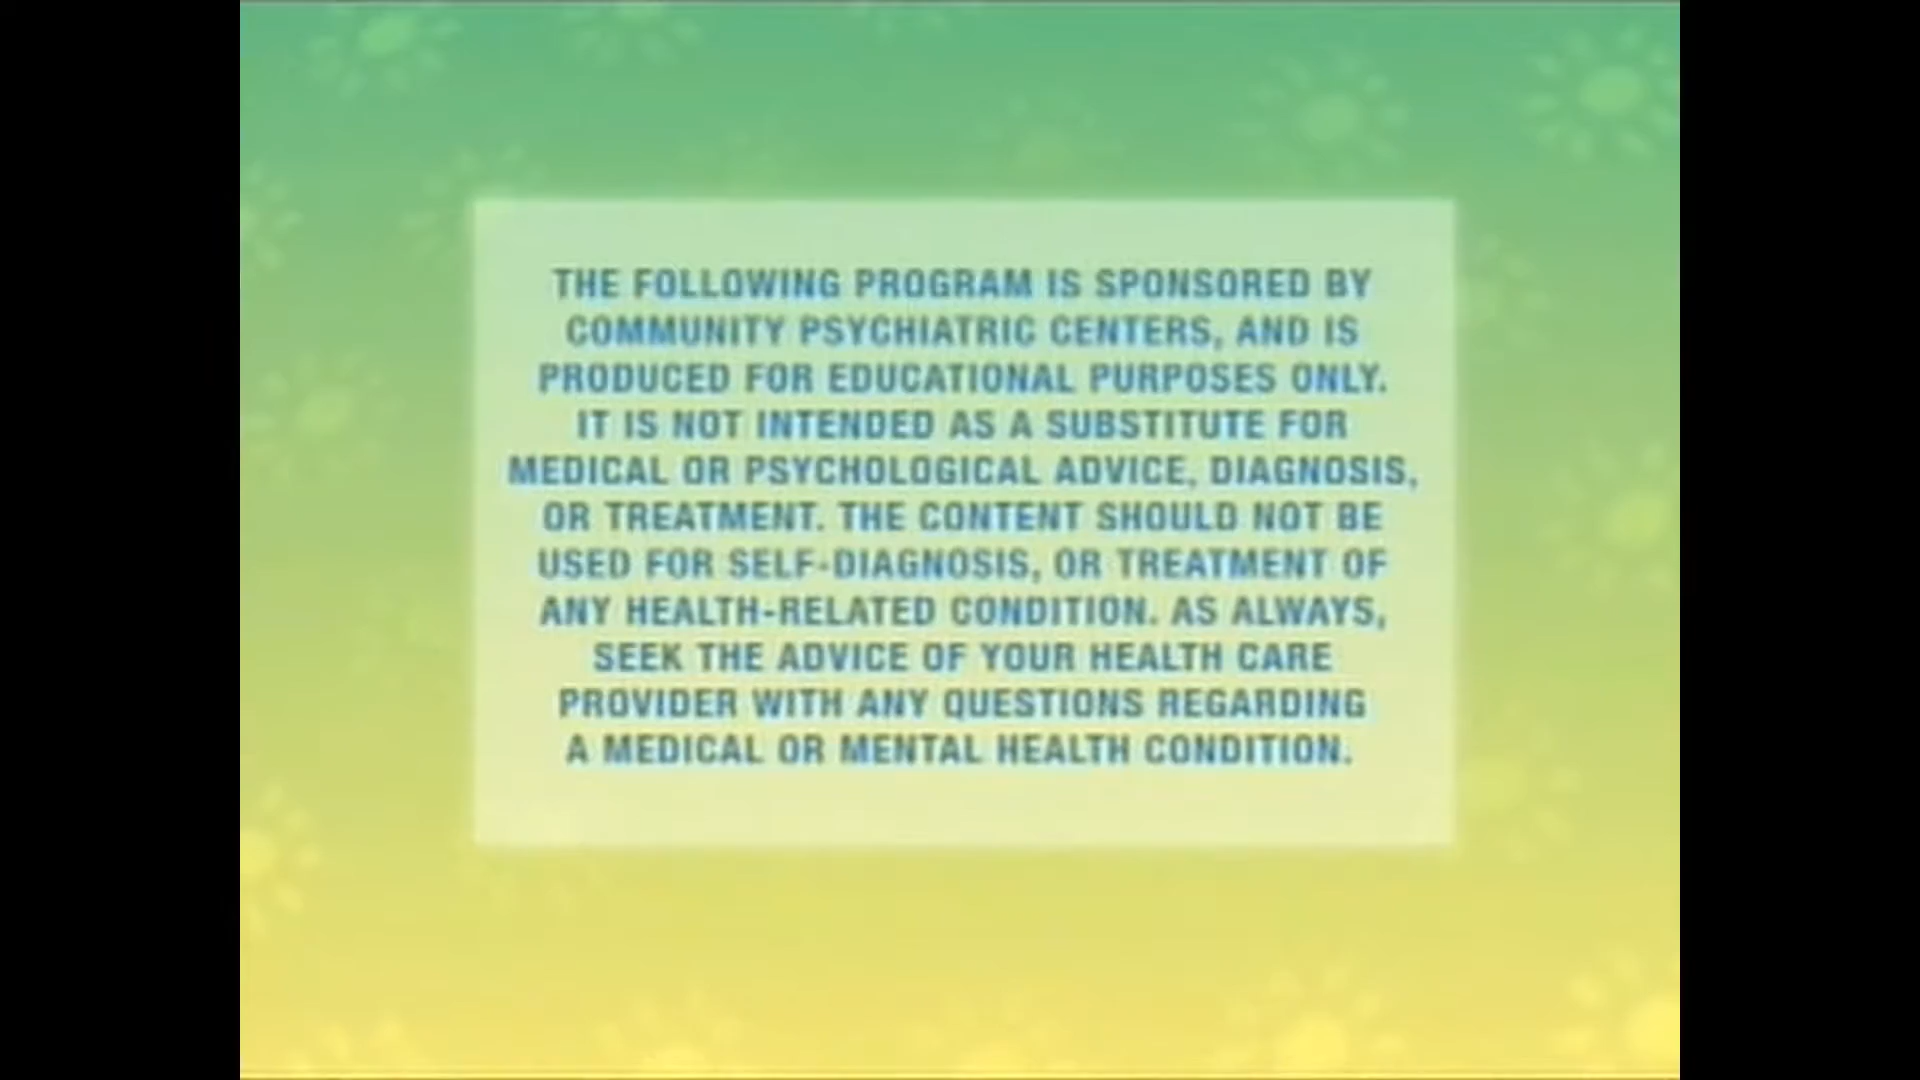 THE FOLLOWING PROGRAM IS SPONSORED BY
COMMUNITY PSYCHIATRIC CENTERS, AND IS
PRODUCED FOR EDUCATIONAL PURPOSES ONLY.
IT IS NOT INTENDED AS A SUBSTITUTE FOR
MEDICAL OR PSYCHOLOGICAL ADVICE, DIAGNOSIS,
OR TREATMENT. THE CONTENT SHOULD NOT BE
USED FOR SELF-DIAGNOSIS, OR TREATMENT OF
ANY HEALTH-RELATED CONDITION. AS ALWAYS,
SEEK THE ADVICE OF YOUR HEALTH CARE
PROVIDER WITH ANY QUESTIONS REGARDING
A MEDICAL OR MENTAL HEALTH CONDITION.